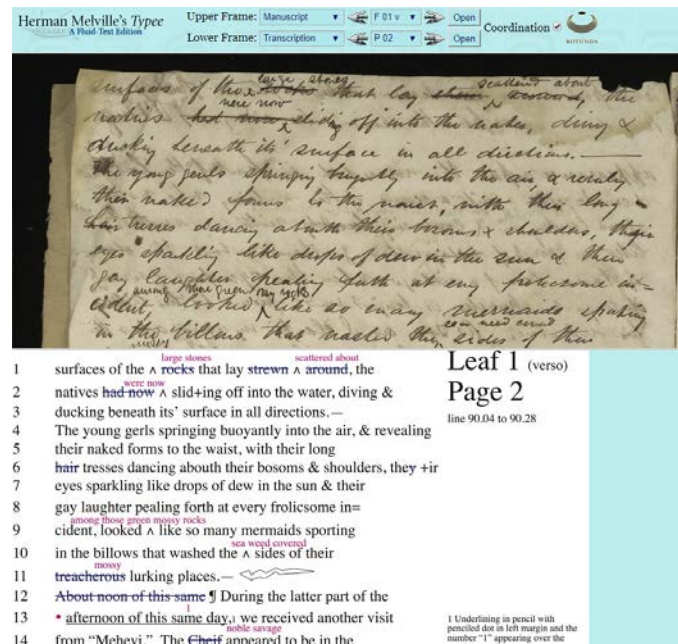 Herman Melville's Typee
A Fluid-Text Edition
Upper Frame: Manuscript F 01 v Open
Lower Frame: Transcription P 02 Open
Coordination
ROTUNDA
large stones scattered about
surfaces of the rocks that lay strewn around, the
were now
natives had now sliding off into the water, diving &
ducking beneath its' surface in all directions.—
The young gerls springing buoyantly into the air & revealing
their naked forms to the waist, with their long
hair tresses dancing abouth their bosoms & shoulders, their
eyes sparkling like drops of dew in the sun & their
gay laughter pealing forth at every frolicsome in=
among those green mossy rocks
cident, looked like so many mermaids sporting
sea weed covered
in the billows that washed the sides of their
mossy
large stones scattered about
1 surfaces of the ∧ rocks that lay strewn ∧ around, the
were now
2 natives had now ∧ slid+ing off into the water, diving &
3 ducking beneath its' surface in all directions.—
4 The young gerls springing buoyantly into the air, & revealing
5 their naked forms to the waist, with their long
6 hair tresses dancing abouth their bosoms & shoulders, they +ir
7 eyes sparkling like drops of dew in the sun & their
8 gay laughter pealing forth at every frolicsome in=
among those green mossy rocks
9 cident, looked ∧ like so many mermaids sporting
sea weed covered
10 in the billows that washed the ∧ sides of their
mossy
11 treacherous lurking places.—
12 About noon of this same ¶ During the latter part of the
1
13 • afternoon of this same day,1 we received another visit
noble savage
14 from "Mehevi." The Cheif appeared to be in the
Leaf 1 (verso)
Page 2
line 90.04 to 90.28
1 Underlining in pencil with
penciled dot in left margin and the
number "1" appearing over the